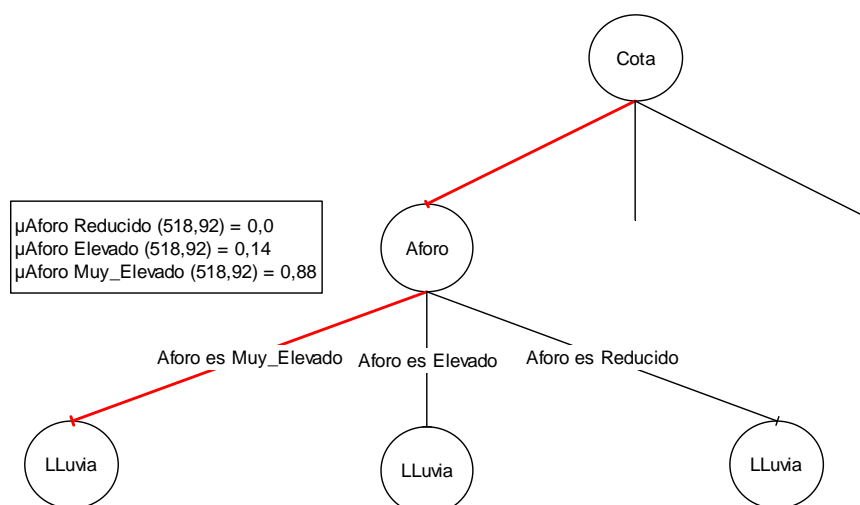 Cota
µAforo Reducido (518,92) = 0,0
µAforo Elevado (518,92) = 0,14
µAforo Muy_Elevado (518,92) = 0,88
Aforo
Aforo es Muy_Elevado
Aforo es Elevado
Aforo es Reducido
LLuvia
LLuvia
LLuvia